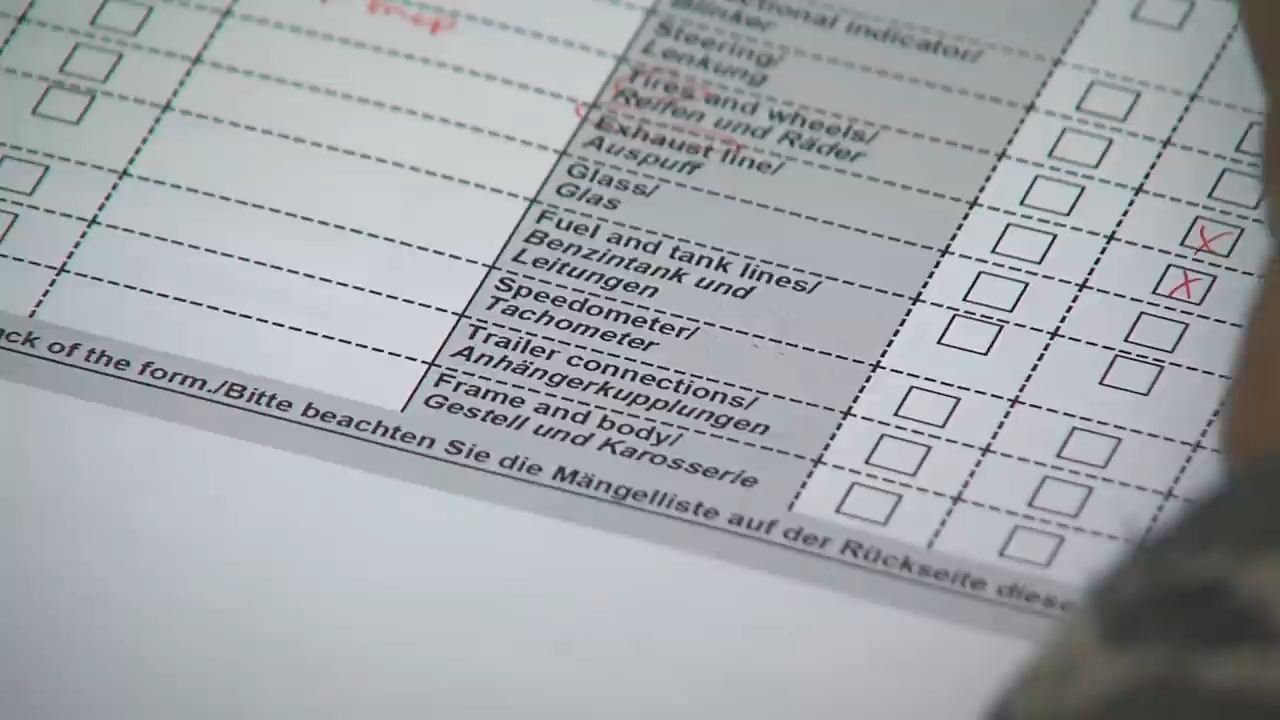 Blinker
Steering/
Lenkung
Tires and wheels/
Reifen und Räder
Exhaust line/
Auspuff
Glass/
Glas
Fuel and tank lines/
Benzintank und
Leitungen
Speedometer/
Tachometer
Trailer connections/
Anhängerkupplungen
Frame and body/
Gestell und Karosserie
of the form./Bitte beachten Sie die Mängelliste auf der Rückseite